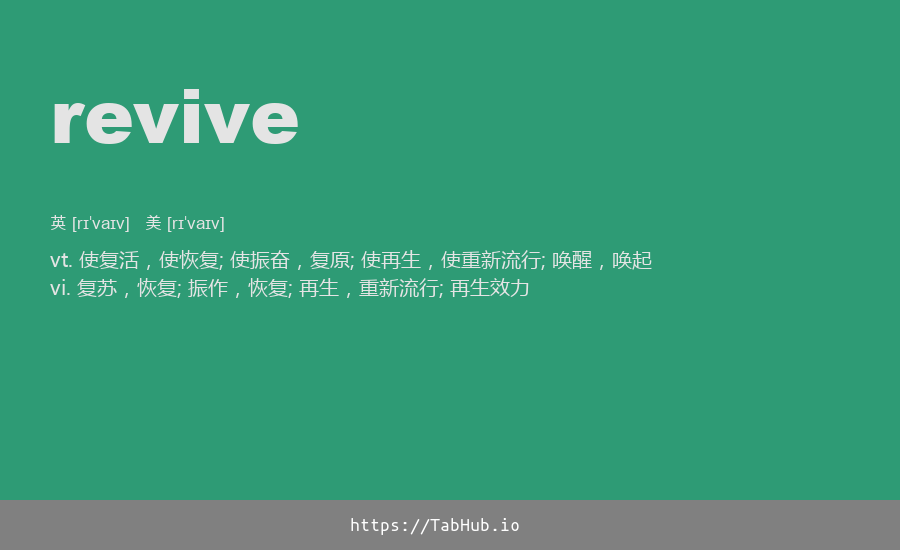 revive
英 [rɪˈvaɪv] 美 [rɪˈvaɪv]
vt. 使复活，使恢复; 使振奋，复原; 使再生，使重新流行; 唤醒，唤起
vi. 复苏，恢复; 振作，恢复; 再生，重新流行; 再生效力
https://TabHub.io